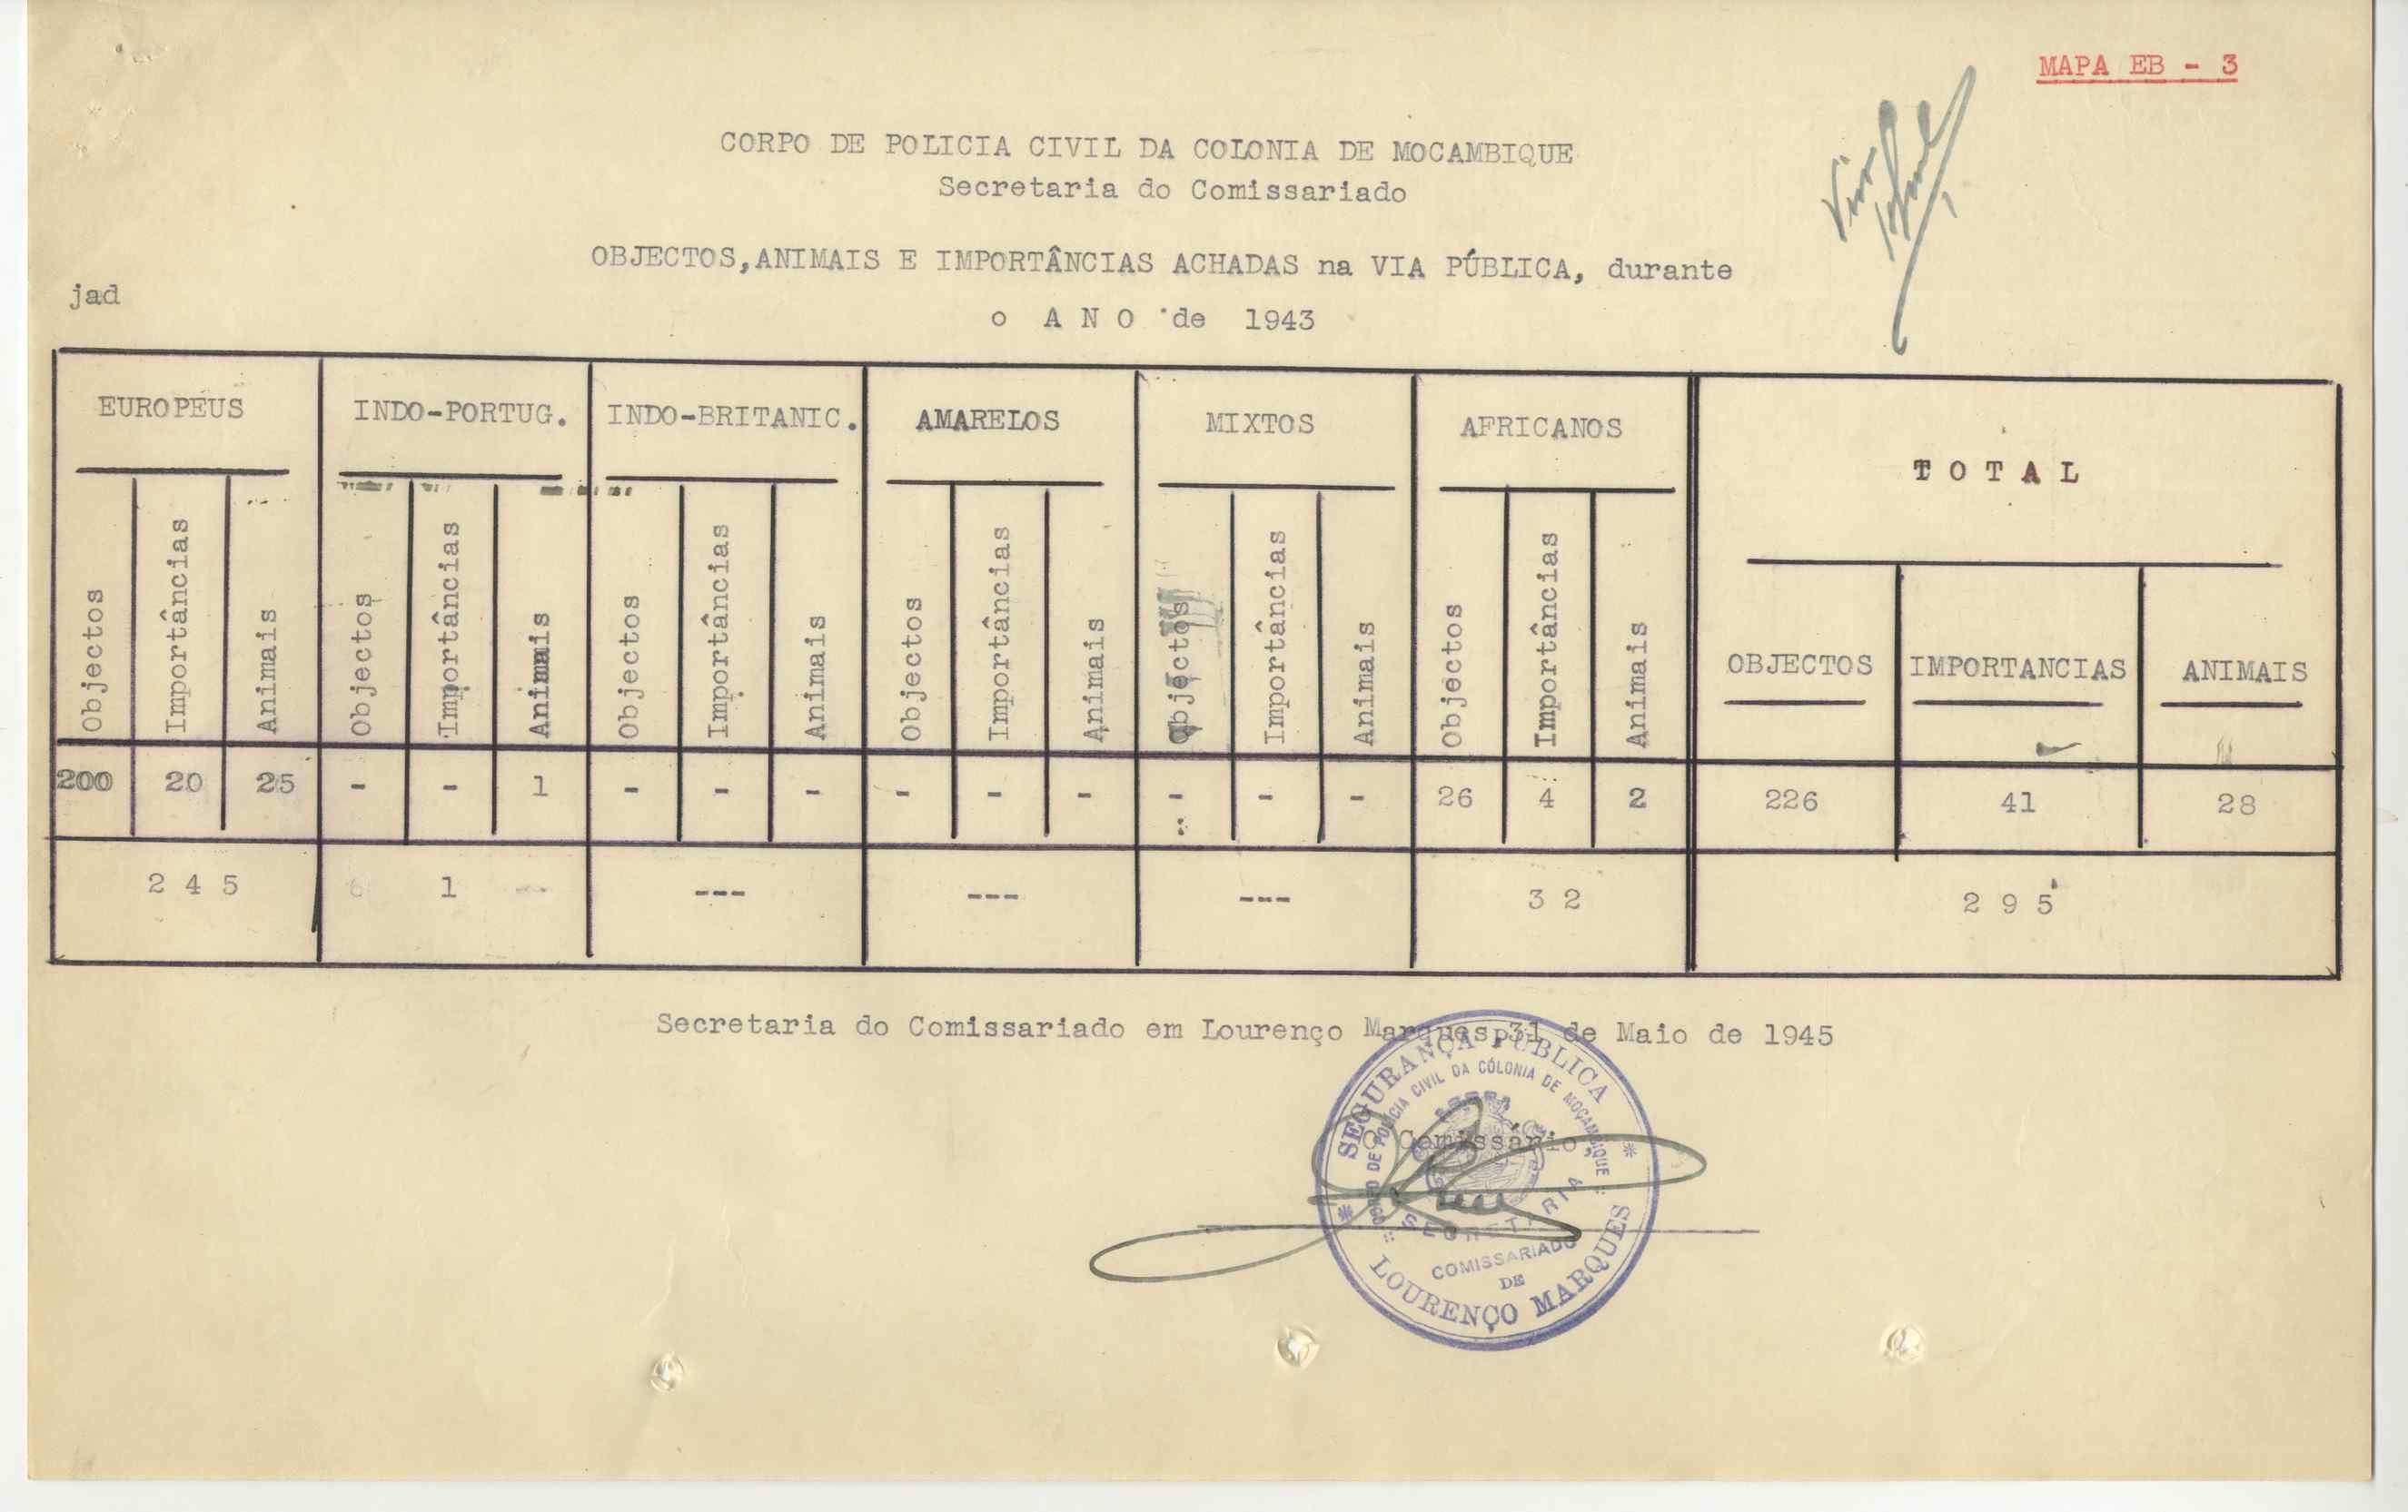 MAPA EB - 3
CORPO DE POLICIA CIVIL DA COLONIA DE MOCAMBIQUE
Secretaria do Comissariado
OBJECTOS,ANIMAIS E IMPORTÂNCIAS ACHADAS na VIA PÚBLICA, durante
jad
o A N O de 1943
EUROPEUS INDO-PORTUG. INDO-BRITANIC. AMARELOS MIXTOS AFRICANOS
T O T A L
Objectos Importâncias Animais Objectos Importâncias Animais Objectos Importâncias Animais Objectos Importâncias Animais Objectos Importâncias Animais Objectos Importâncias Animais
OBJECTOS IMPORTANCIAS ANIMAIS
200 20 25 - - 1 - - - - - - - - - 26 4 2 226 41 28
2 4 5 1 --- --- --- 3 2 2 9 5
Secretaria do Comissariado em Lourenço Marques,31 de Maio de 1945
O Comissário,
SEGURANÇA PÚBLICA
CORPO DE POLICIA CIVIL DA COLONIA DE MOÇAMBIQUE
SECRETARIA
COMISSARIADO
DE
LOURENÇO MARQUES